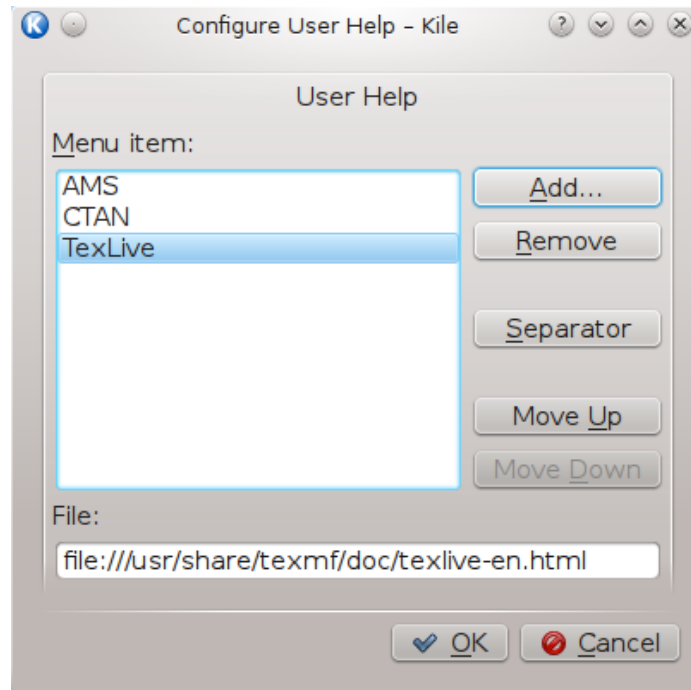 Configure User Help – Kile
User Help
Menu item:
AMS
CTAN
TexLive
Add...
Remove
Separator
Move Up
Move Down
File:
file:///usr/share/texmf/doc/texlive-en.html
OK
Cancel